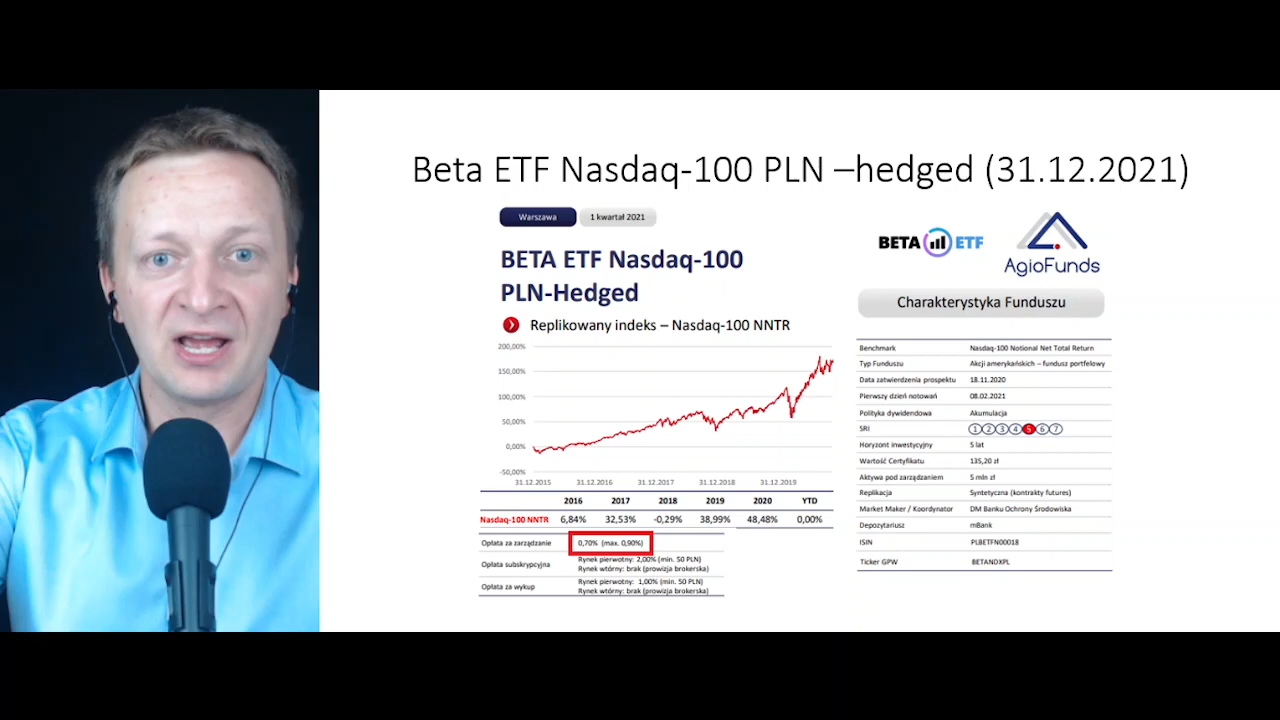 Beta ETF Nasdaq-100 PLN –hedged (31.12.2021)
Warszawa
1 kwartał 2021
BETA ETF Nasdaq-100
PLN-Hedged
Replikowany indeks – Nasdaq-100 NNTR
200,00%
150,00%
100,00%
50,00%
0,00%
-50,00%
31.12.2015 31.12.2016 31.12.2017 31.12.2018 31.12.2019
2016 2017 2018 2019 2020 YTD
Nasdaq-100 NNTR 6,84% 32,53% -0,29% 38,99% 48,48% 0,00%
Opłata za zarządzanie 0,70% (max. 0,90%)
Opłata subskrypcyjna Rynek pierwotny: 2,00% (min. 50 PLN)
Rynek wtórny: brak (prowizja brokerska)
Opłata za wykup Rynek pierwotny: 1,00% (min. 50 PLN)
Rynek wtórny: brak (prowizja brokerska)
BETA ETF
AgioFunds
Charakterystyka Funduszu
Benchmark Nasdaq-100 Notional Net Total Return
Typ Funduszu Akcji amerykańskich – fundusz portfelowy
Data zatwierdzenia prospektu 18.11.2020
Pierwszy dzień notowań 08.02.2021
Polityka dywidendowa Akumulacja
SRI 1 2 3 4 5 6 7
Horyzont inwestycyjny 5 lat
Wartość Certyfikatu 135,20 zł
Aktywa pod zarządzaniem 5 mln zł
Replikacja Syntetyczna (kontrakty futures)
Market Maker / Koordynator DM Banku Ochrony Środowiska
Depozytariusz mBank
ISIN PLBETFN00018
Ticker GPW BETANDXPL